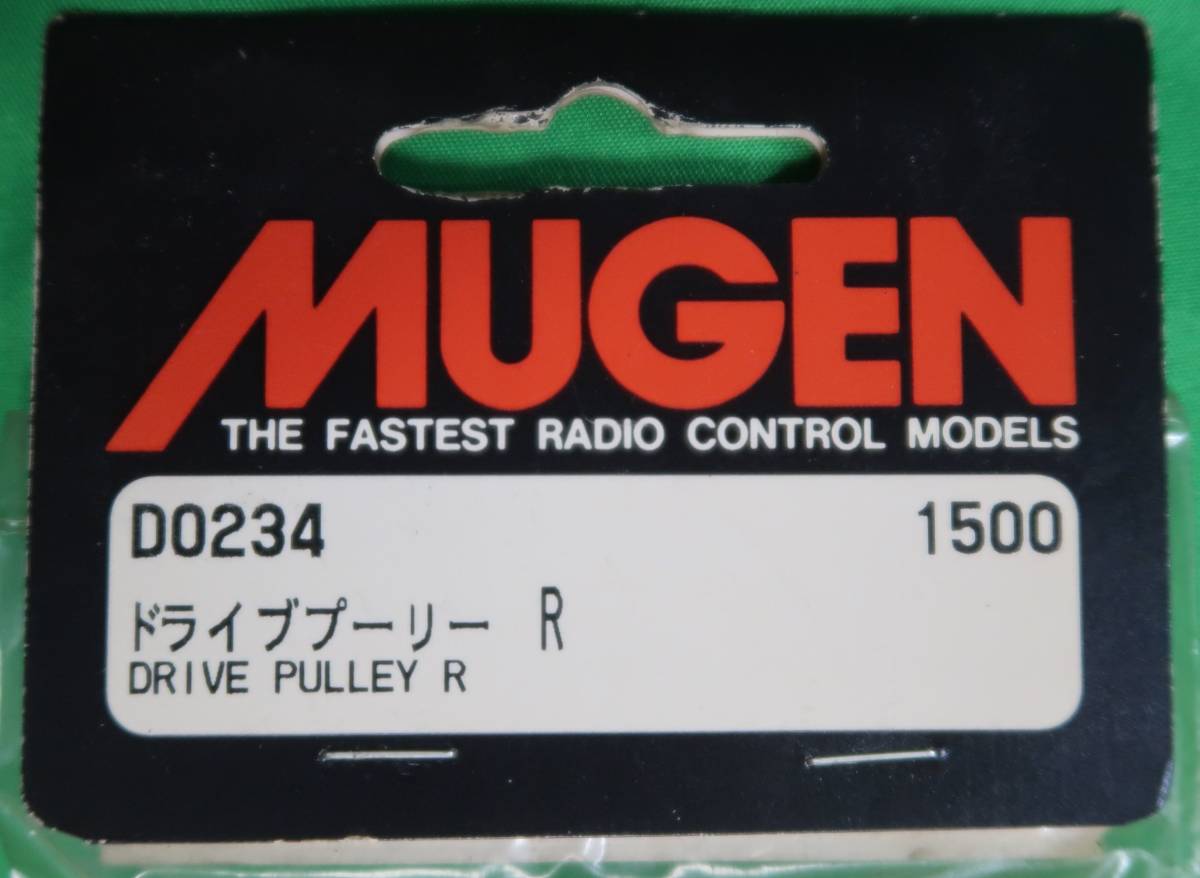 MUGEN
THE FASTEST RADIO CONTROL MODELS
D0234 1500
ドライブプーリー R
DRIVE PULLEY R